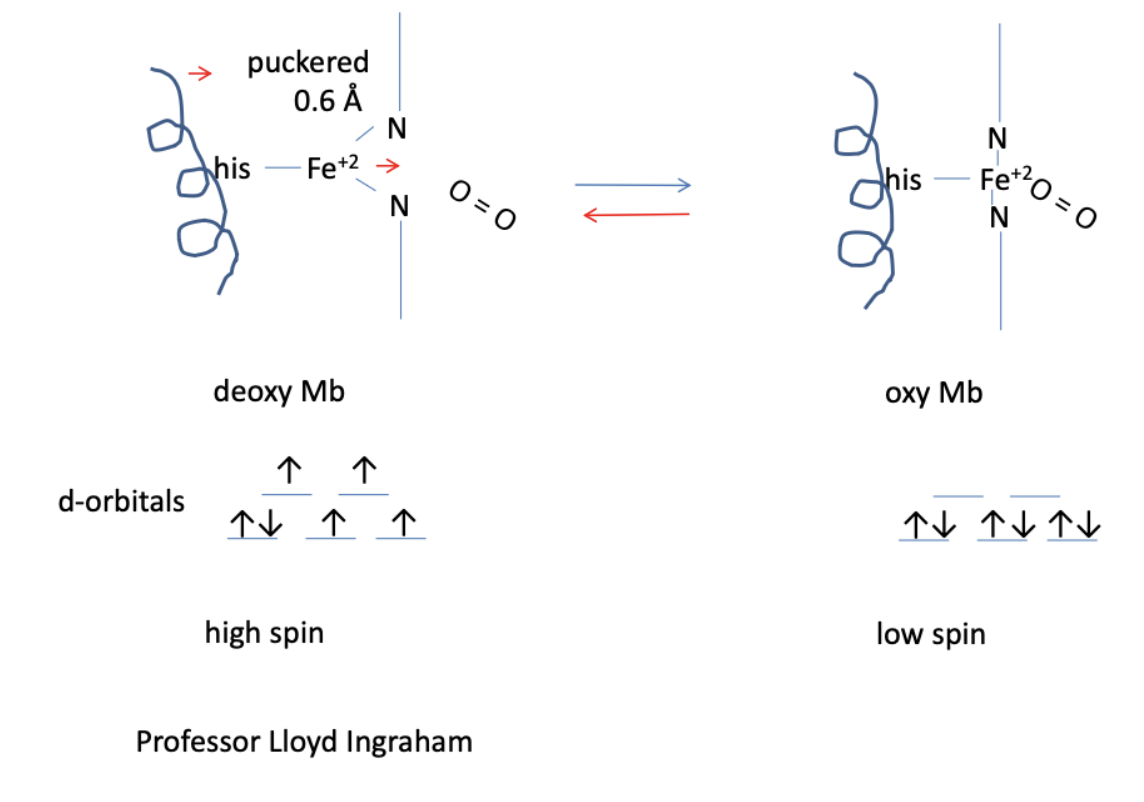 puckered
0.6 Å
N
his Fe+2
N
O=O
N
his Fe+2
N
O=O
deoxy Mb
oxy Mb
d-orbitals
↑ ↑
↑↓ ↑ ↑
↑↓ ↑↓ ↑↓
high spin
low spin
Professor Lloyd Ingraham